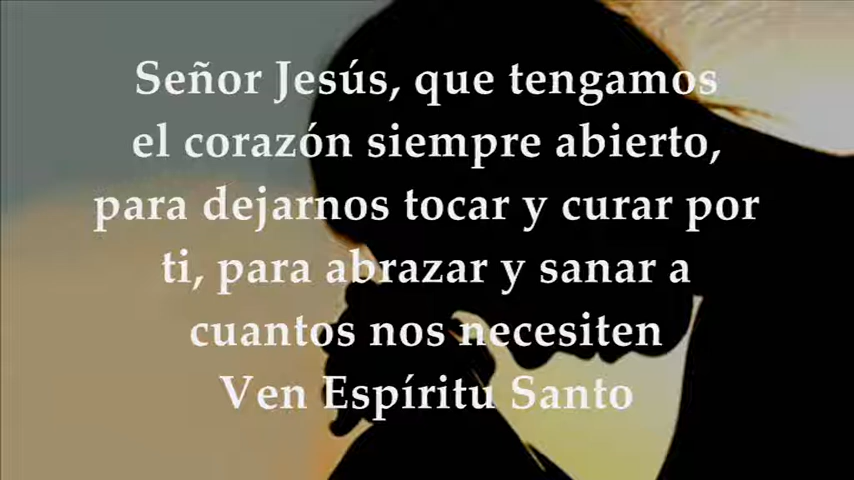 Señor Jesús, que tengamos
el corazón siempre abierto,
para dejarnos tocar y curar por
ti, para abrazar y sanar a
cuantos nos necesiten
Ven Espíritu Santo